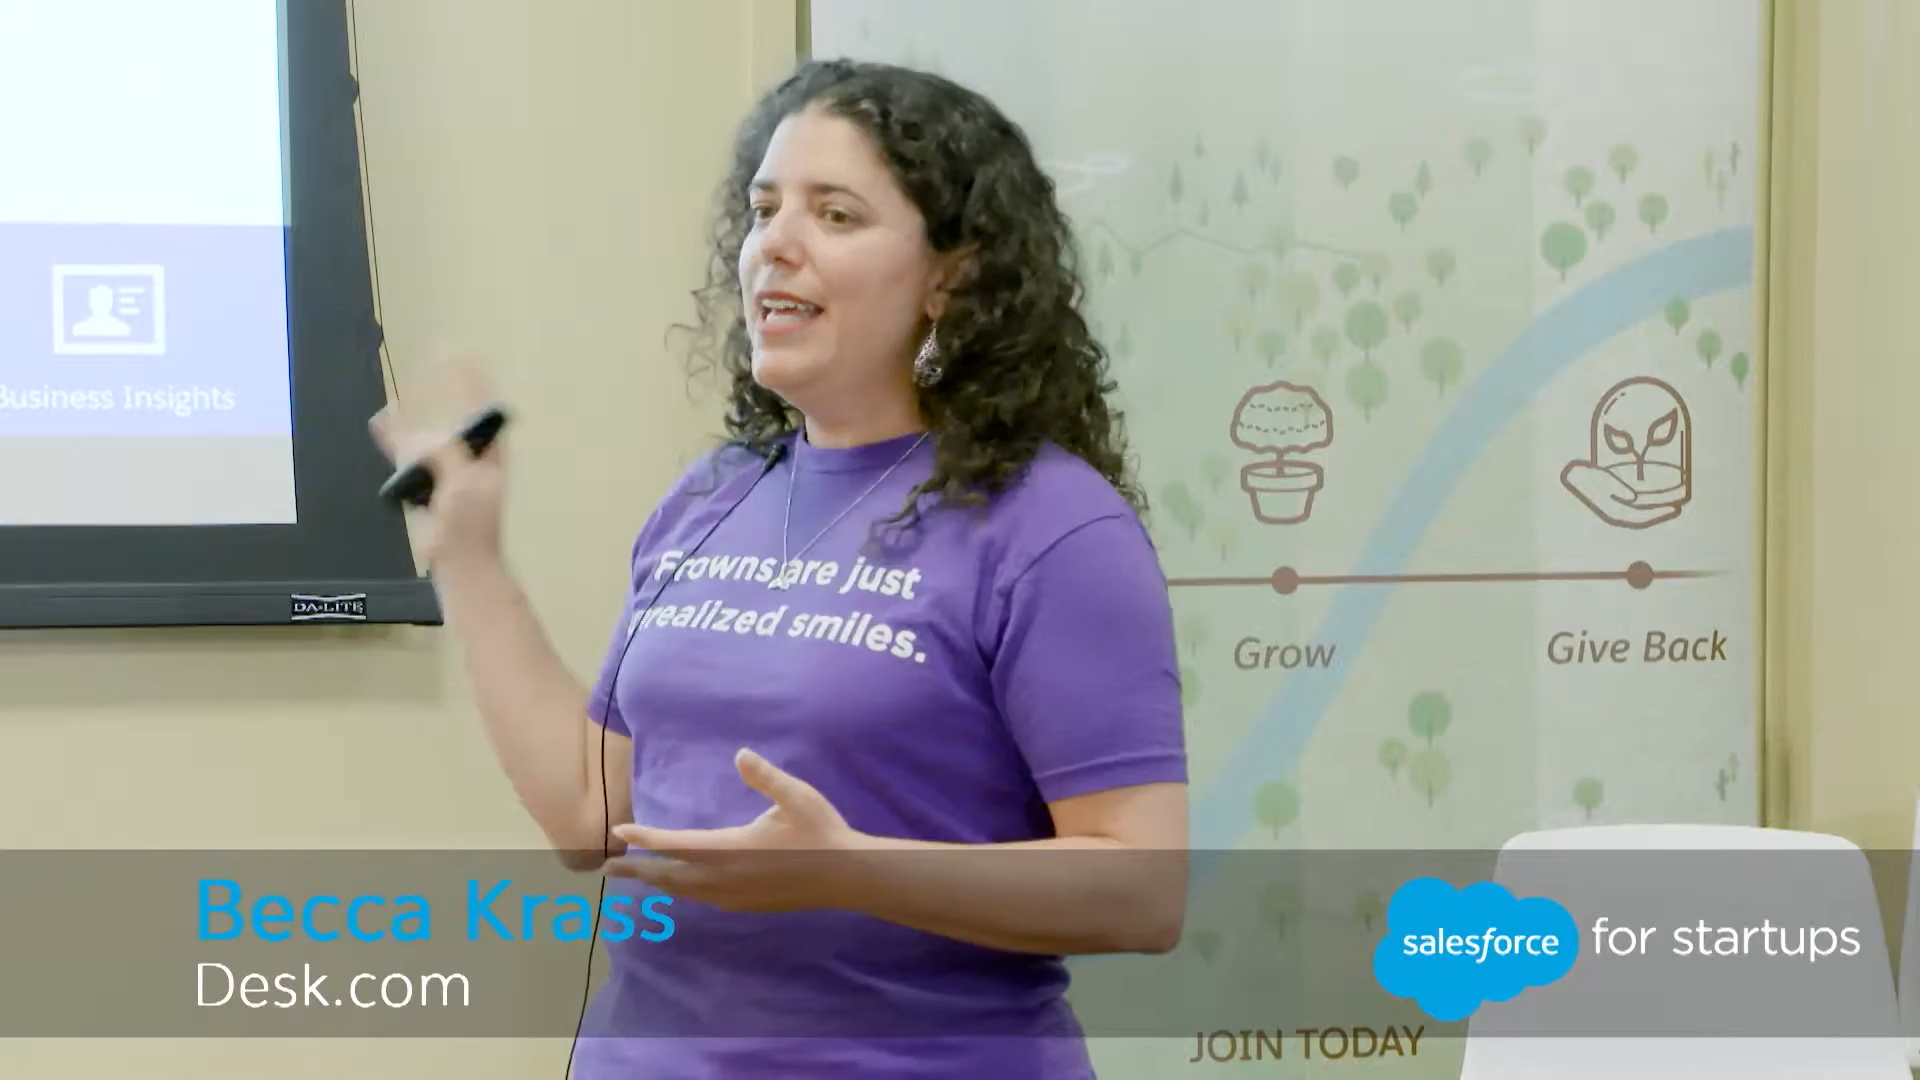 Business Insights
DA-LITE
Frowns are just
unrealized smiles.
Grow
Give Back
Becca Krass
Desk.com
salesforce for startups
JOIN TODAY